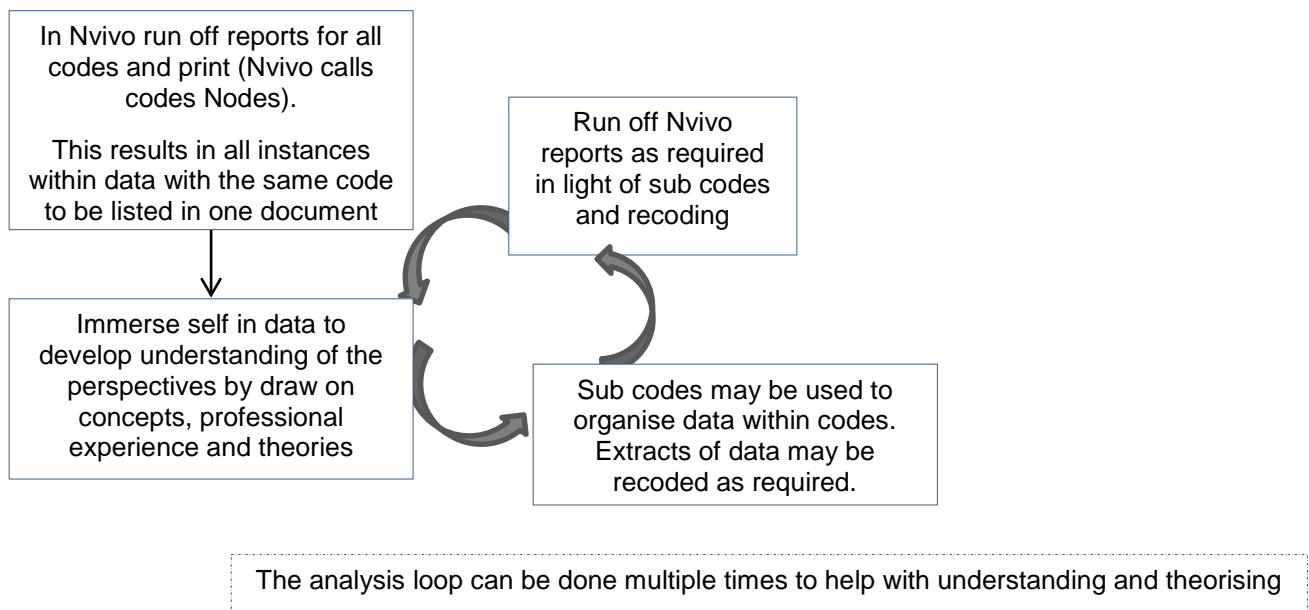 In Nvivo run off reports for all
codes and print (Nvivo calls
codes Nodes).
This results in all instances
within data with the same code
to be listed in one document
Run off Nvivo
reports as required
in light of sub codes
and recoding
Immerse self in data to
develop understanding of the
perspectives by draw on
concepts, professional
experience and theories
Sub codes may be used to
organise data within codes.
Extracts of data may be
recoded as required.
The analysis loop can be done multiple times to help with understanding and theorising